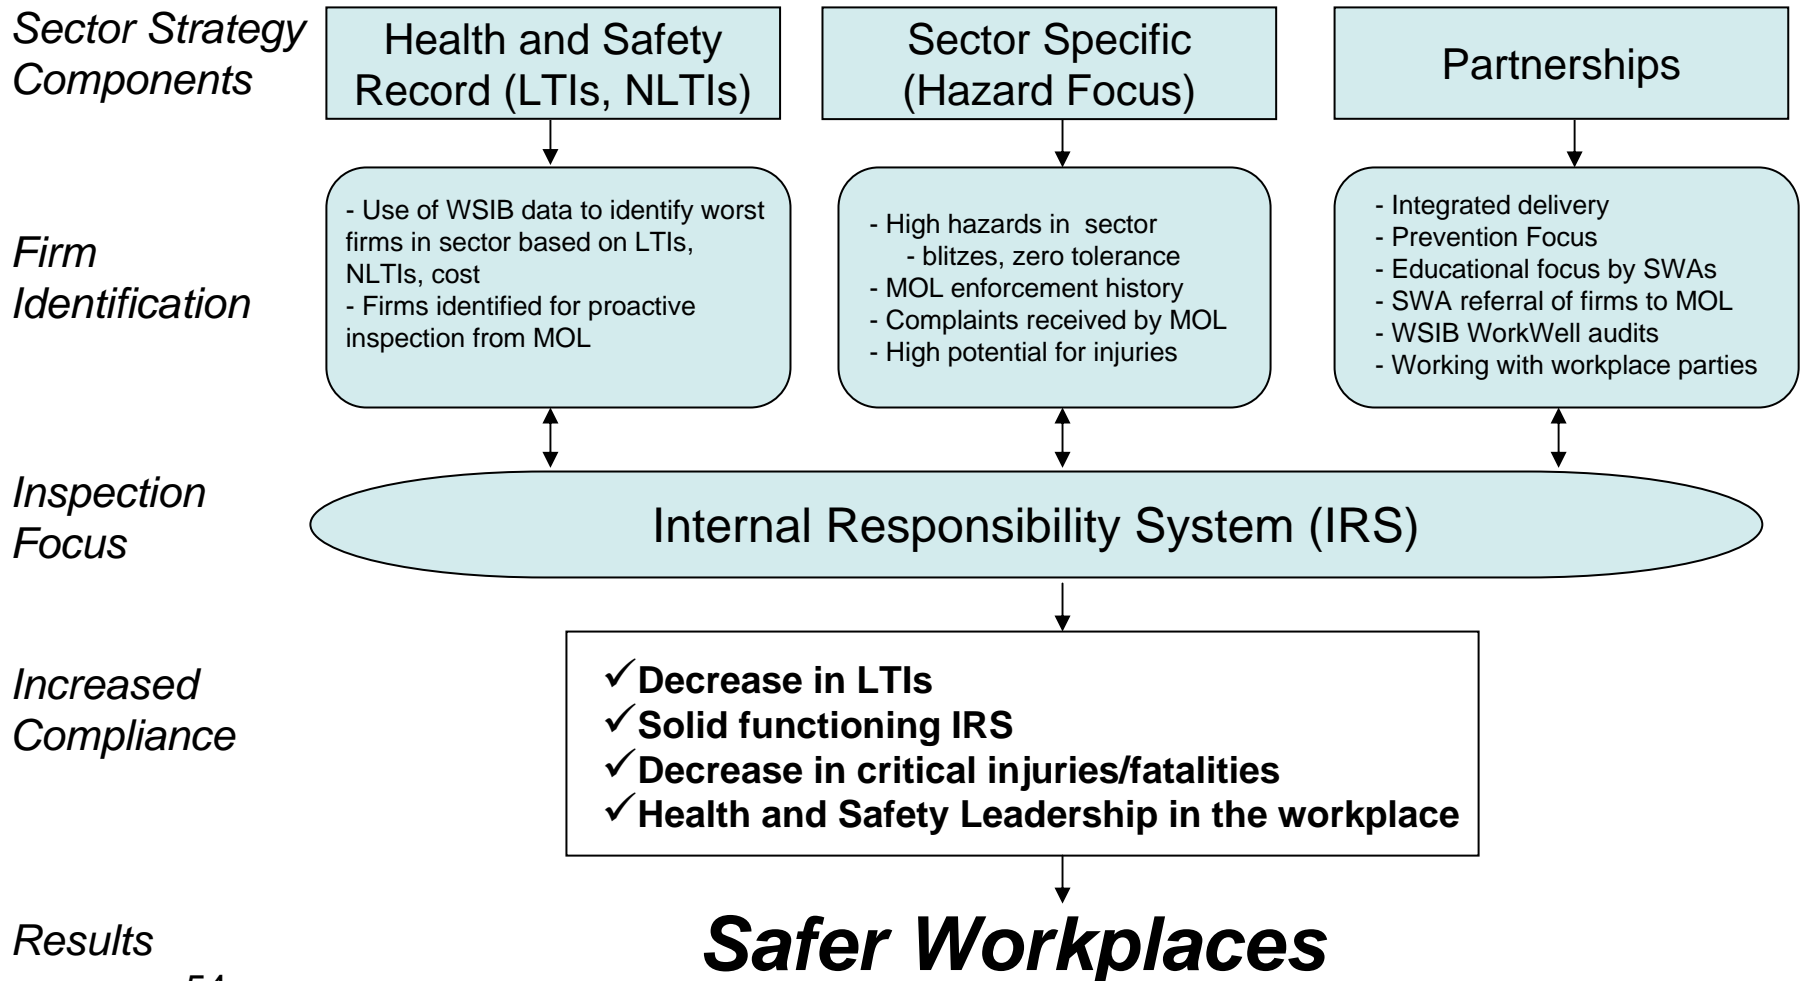 Sector Strategy
Components
Health and Safety
Record (LTIs, NLTIs)
Sector Specific
(Hazard Focus)
Partnerships
Firm
Identification
- Use of WSIB data to identify worst
firms in sector based on LTIs,
NLTIs, cost
- Firms identified for proactive
inspection from MOL
- High hazards in sector
- blitzes, zero tolerance
- MOL enforcement history
- Complaints received by MOL
- High potential for injuries
- Integrated delivery
- Prevention Focus
- Educational focus by SWAs
- SWA referral of firms to MOL
- WSIB WorkWell audits
- Working with workplace parties
Inspection
Focus
Internal Responsibility System (IRS)
Increased
Compliance
✓Decrease in LTIs
✓Solid functioning IRS
✓Decrease in critical injuries/fatalities
✓Health and Safety Leadership in the workplace
Results
Safer Workplaces